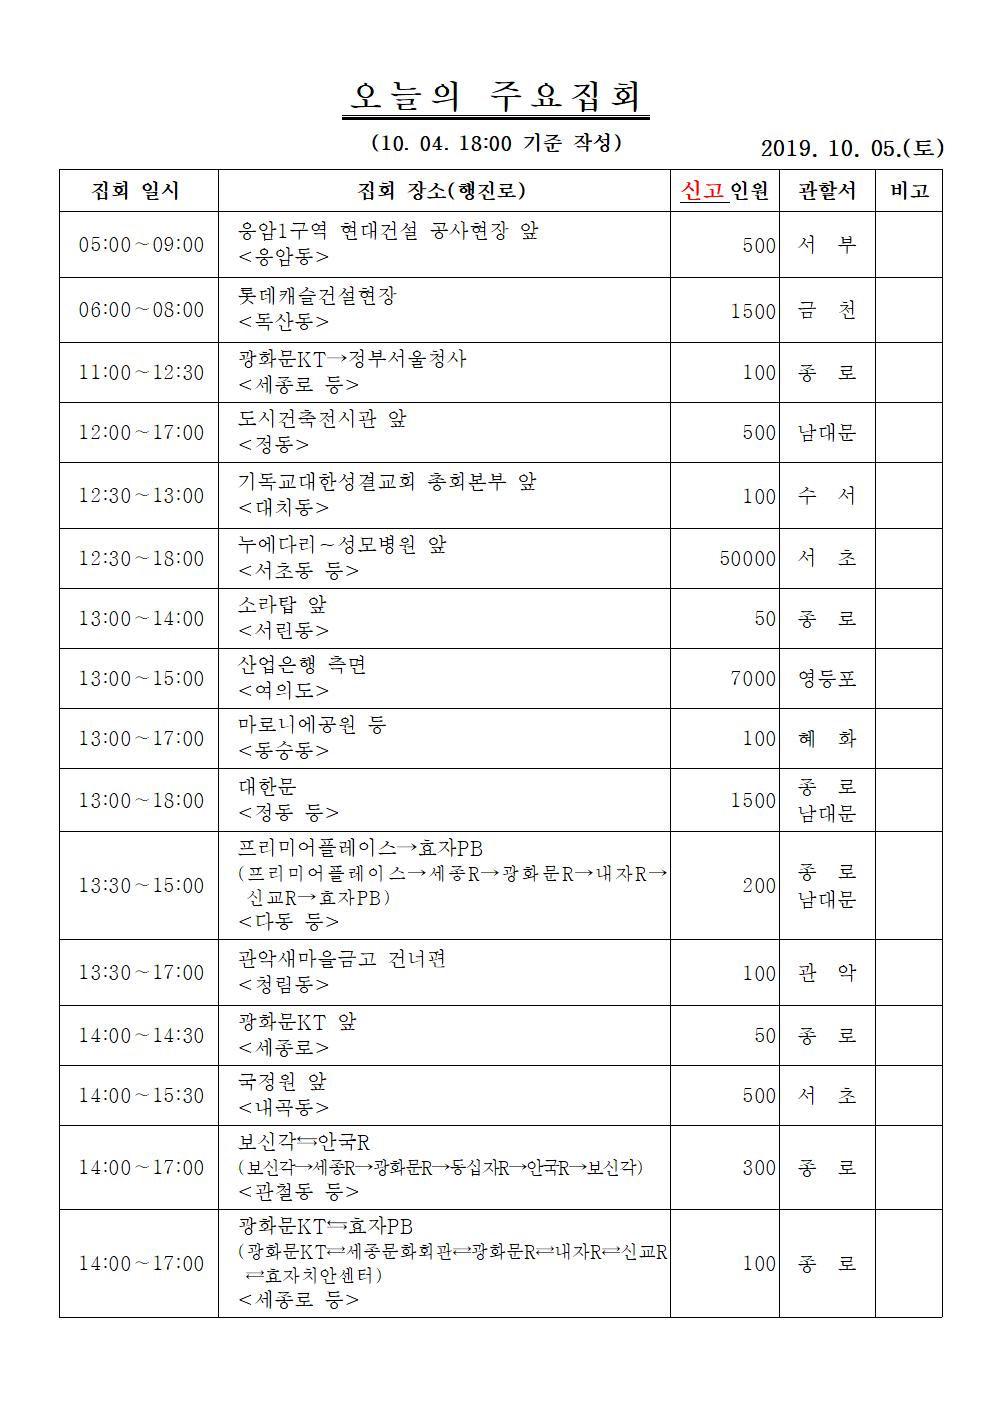 오늘의 주요집회
(10. 04. 18:00 기준 작성)
2019. 10. 05.(토)
집회 일시 집회 장소(행진로) 신고인원 관할서 비고
05:00~09:00 응암1구역 현대건설 공사현장 앞 500 서 부
<응암동>
06:00~08:00 롯데캐슬건설현장 1500 금 천
<독산동>
11:00~12:30 광화문KT→정부서울청사 100 종 로
<세종로 등>
12:00~17:00 도시건축전시관 앞 500 남대문
<정동>
12:30~13:00 기독교대한성결교회 총회본부 앞 100 수 서
<대치동>
12:30~18:00 누에다리~성모병원 앞 50000 서 초
<서초동 등>
13:00~14:00 소라탑 앞 50 종 로
<서린동>
13:00~15:00 산업은행 측면 7000 영등포
<여의도>
13:00~17:00 마로니에공원 등 100 혜 화
<동숭동>
13:00~18:00 대한문 1500 종 로
<정동 등> 남대문
13:30~15:00 프리미어플레이스→효자PB 200 종 로
(프리미어플레이스→세종R→광화문R→내자R→ 남대문
신교R→효자PB)
<다동 등>
13:30~17:00 관악새마을금고 건너편 100 관 악
<청림동>
14:00~14:30 광화문KT 앞 50 종 로
<세종로>
14:00~15:30 국정원 앞 500 서 초
<내곡동>
14:00~17:00 보신각⇆안국R 300 종 로
(보신각→세종R→광화문R→동십자R→안국R→보신각)
<관철동 등>
14:00~17:00 광화문KT⇆효자PB 100 종 로
(광화문KT⇄세종문화회관⇄광화문R⇄내자R⇄신교R
⇄효자치안센터)
<세종로 등>